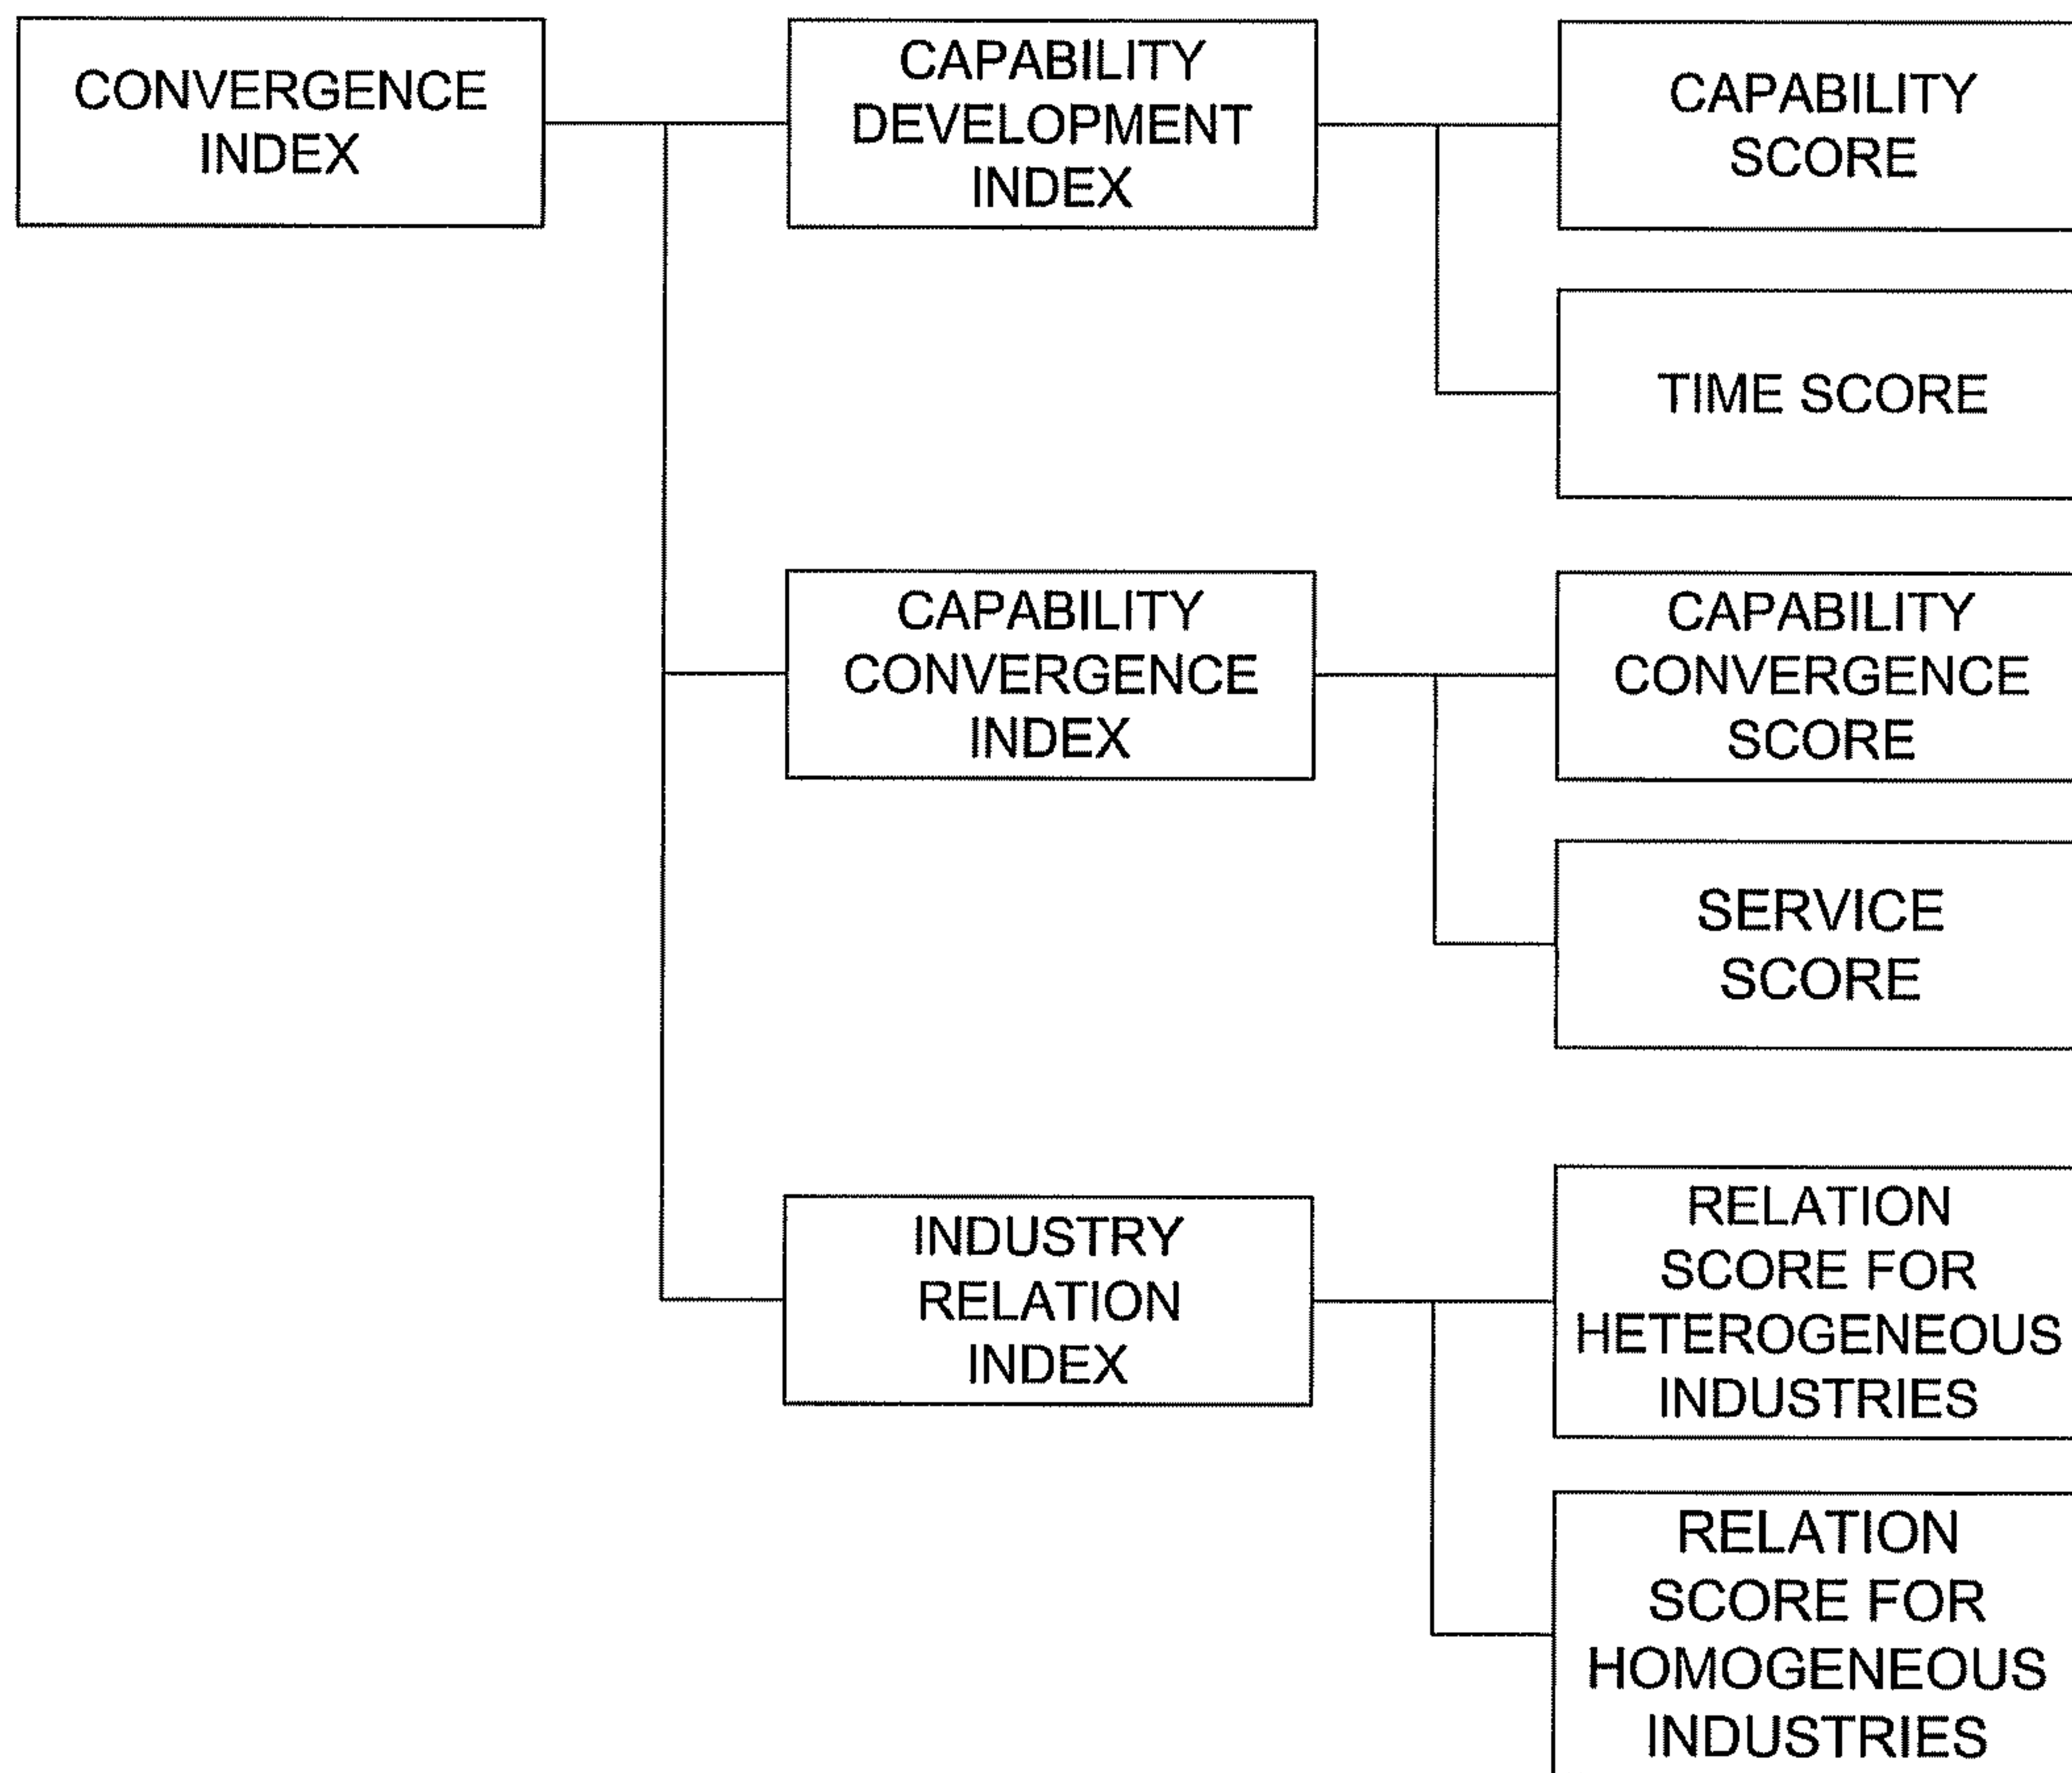 CONVERGENCE
INDEX
CAPABILITY
DEVELOPMENT
INDEX
CAPABILITY
SCORE
TIME SCORE
CAPABILITY
CONVERGENCE
INDEX
CAPABILITY
CONVERGENCE
SCORE
SERVICE
SCORE
INDUSTRY
RELATION
INDEX
RELATION
SCORE FOR
HETEROGENEOUS
INDUSTRIES
RELATION
SCORE FOR
HOMOGENEOUS
INDUSTRIES